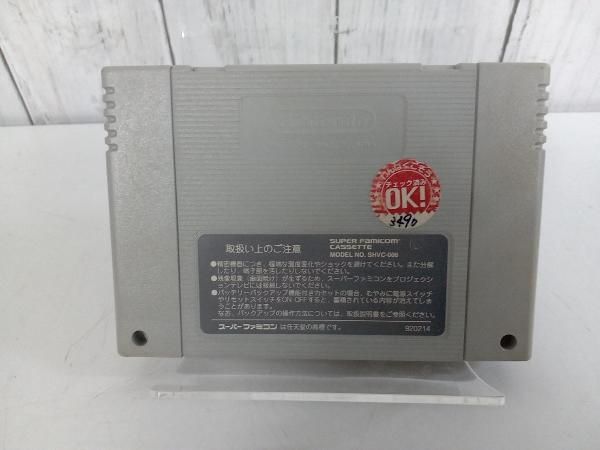 Nintendo
わんぱくこぞう
チェック済み
OK!
3490
取扱い上のご注意
SUPER FAMICOM
CASSETTE
MODEL NO. SHVC-006
●精密機器につき、極端な温度変化やショックを避けてください。また分解
したり、端子部を汚したりしないでください。
●残像現象（画面焼け）が生ずるため、スーパーファミコンをプロジェクシ
ョンテレビには接続しないでください。
●バッテリーバックアップ機能付きカセットの場合、むやみに電源スイッチ
やリセットスイッチをON OFFすると、蓄積されている内容が消えてしま
うことがあります。
なお、バックアップの操作方法については、取扱説明書をご参照ください。
スーパーファミコン は任天堂の商標です。
920214